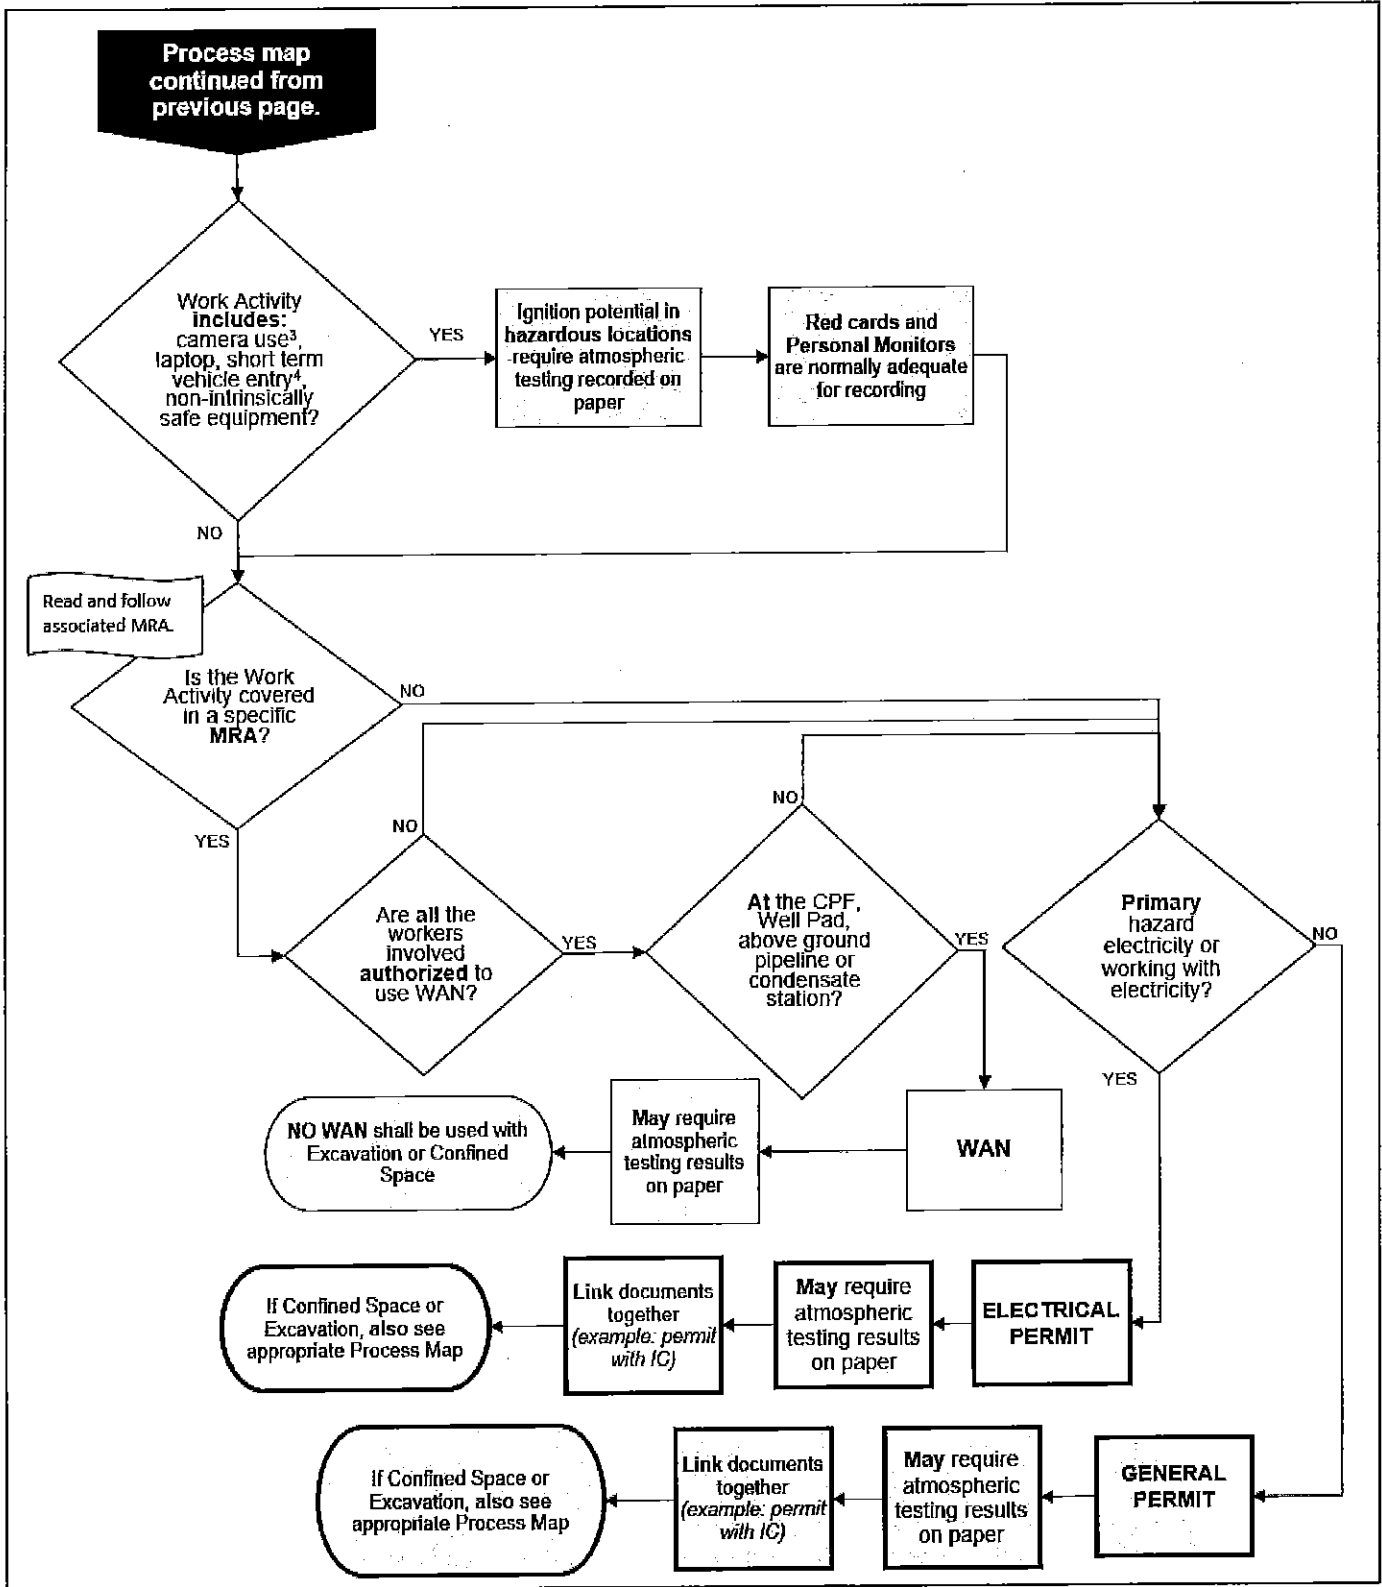 Process map
continued from
previous page.
Work Activity
includes:
camera use³,
laptop, short term
vehicle entry⁴,
non-intrinsically
safe equipment?
YES
Ignition potential in
hazardous locations
-require atmospheric
testing recorded on
paper
Red cards and
Personal Monitors
are normally adequate
for recording
NO
Read and follow
associated MRA.
Is the Work
Activity covered
in a specific
MRA?
NO
YES
NO
Are all the
workers
involved
authorized to
use WAN?
YES
NO
At the CPF,
Well Pad,
above ground
pipeline or
condensate
station?
YES
Primary
hazard
electricity or
working with
electricity?
NO
YES
WAN
May require
atmospheric
testing results
on paper
NO WAN shall be used with
Excavation or Confined
Space
ELECTRICAL
PERMIT
May require
atmospheric
testing results
on paper
Link documents
together
(example: permit
with IC)
If Confined Space or
Excavation, also see
appropriate Process Map
GENERAL
PERMIT
May require
atmospheric
testing results
on paper
Link documents
together
(example: permit
with IC)
If Confined Space or
Excavation, also see
appropriate Process Map